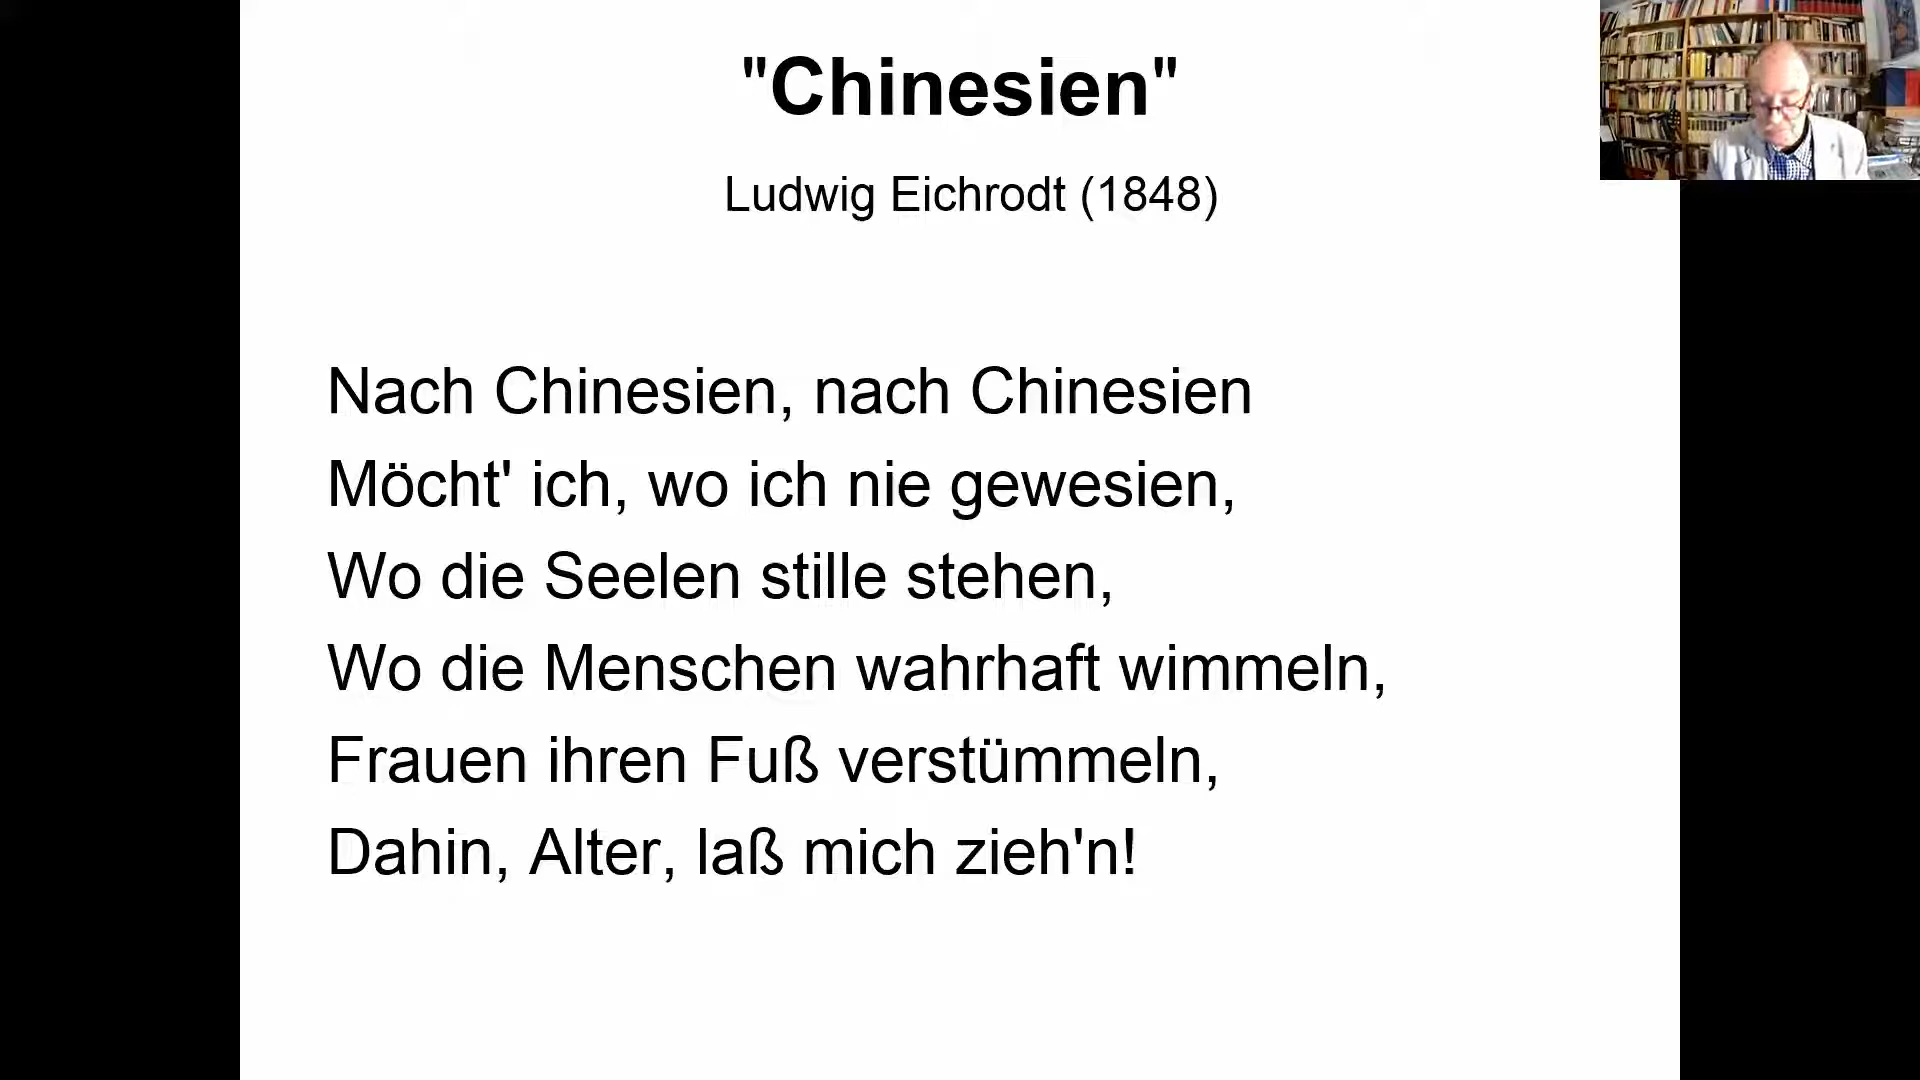 "Chinesien"
Ludwig Eichrodt (1848)
Nach Chinesien, nach Chinesien
Möcht' ich, wo ich nie gewesien,
Wo die Seelen stille stehen,
Wo die Menschen wahrhaft wimmeln,
Frauen ihren Fuß verstümmeln,
Dahin, Alter, laß mich zieh'n!